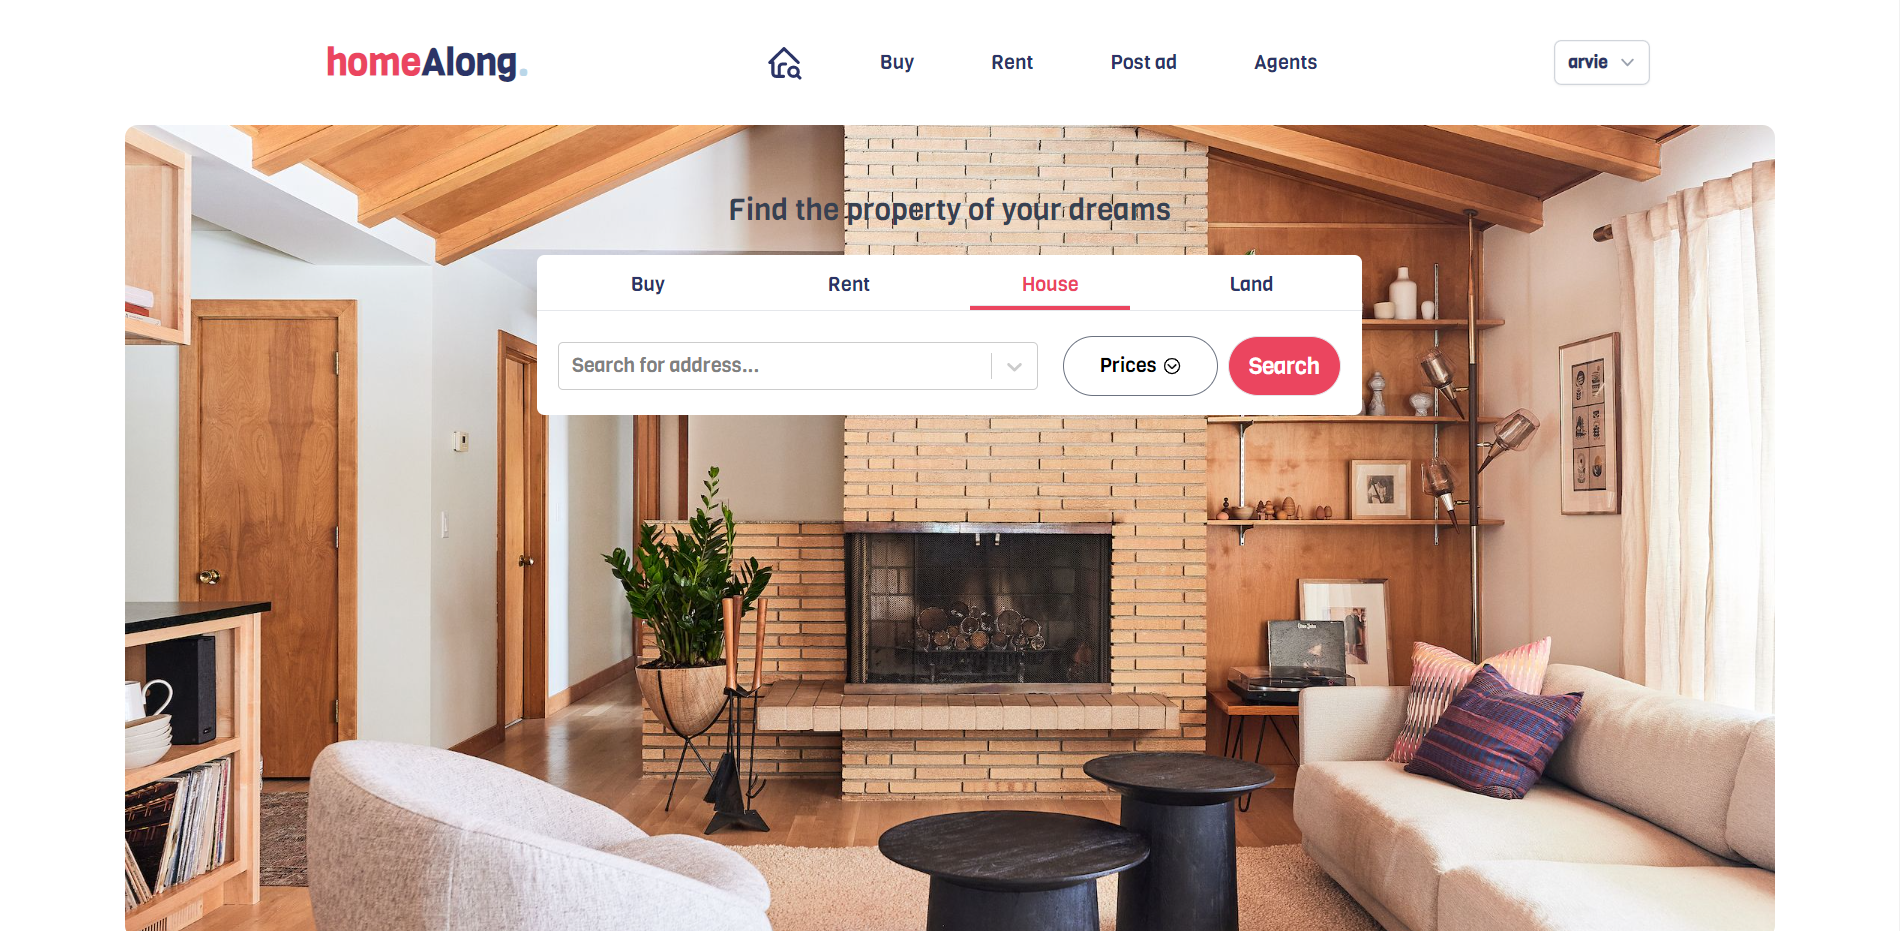 homeAlong.
Buy
Rent
Post ad
Agents
arvie
Find the property of your dreams
Buy
Rent
House
Land
Search for address...
Prices
Search